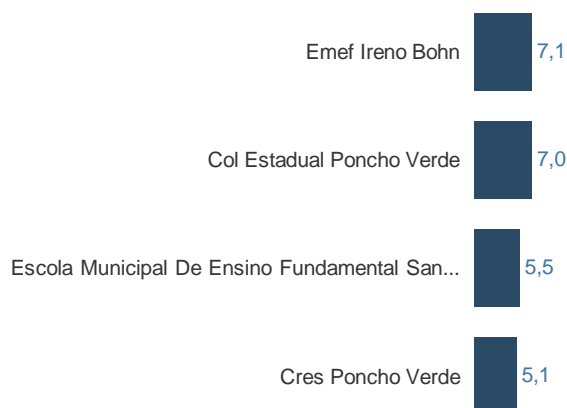 Emef Ireno Bohn 7,1
Col Estadual Poncho Verde 7,0
Escola Municipal De Ensino Fundamental San... 5,5
Cres Poncho Verde 5,1